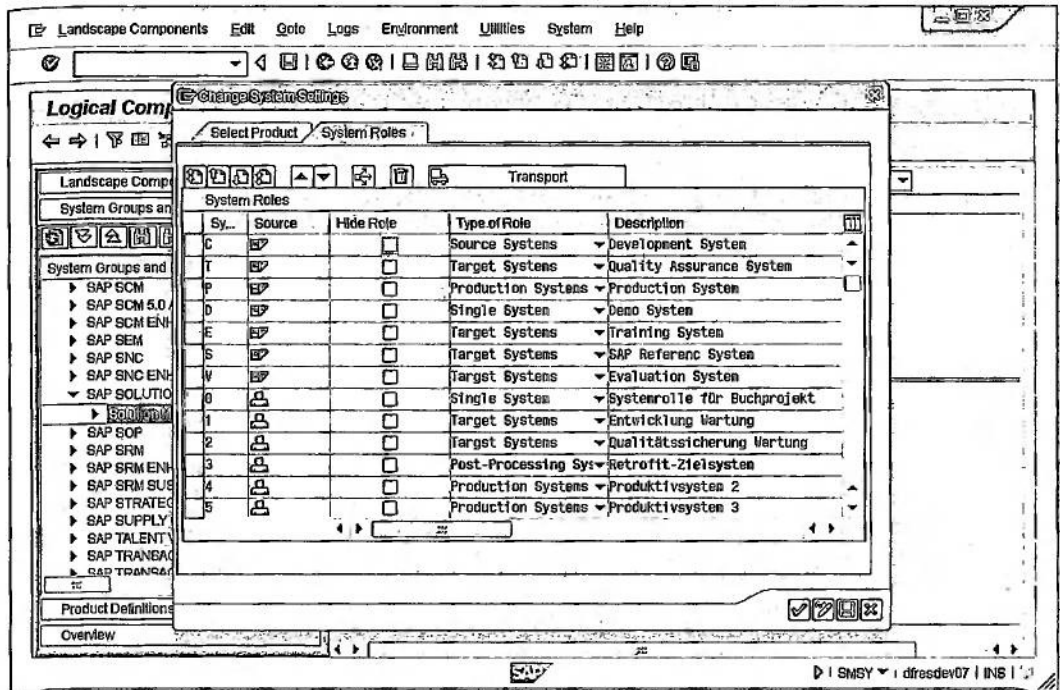 Landscape Components Edit Goto Logs Environment Utilities System Help
Logical Comp
Change System Settings
Select Product System Roles
Landscape Compo
Transport
System Groups an
System Roles
Sy... Source Hide Role Type of Role Description
C Source Systems Development System
T Target Systems Quality Assurance System
System Groups and
P Production Systems Production System
SAP SCM
D Single System Demo System
SAP SCM 5.0 A
E Target Systems Training System
SAP SCM ENH
S Target Systems SAP Referenc System
SAP SEM
V Targst Systems Evaluation System
SAP SNC
0 Single System Systemrolle für Buchprojekt
SAP SNC ENH
1 Target Systems Entwicklung Wartung
SAP SOLUTIO
2 Targst Systems Qualitätssicherung Wartung
Solution M
3 Post-Processing Sys Retrofit-Zielsystem
SAP SOP
4 Production Systems Produktivsystem 2
SAP SRM
5 Production Systems Produktivsystem 3
SAP SRM ENH
SAP SRM SUS
SAP STRATEG
SAP SUPPLY
SAP TALENT V
SAP TRANSAC
SAP TRANSAC
Product Definitions
Overview
SAP
SMSY dfresdev07 INS